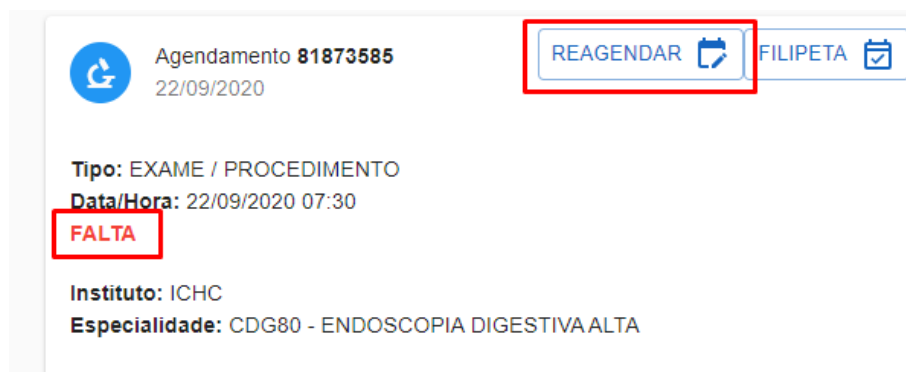 Agendamento 81873585
22/09/2020
REAGENDAR
FILIPETA
Tipo: EXAME / PROCEDIMENTO
Data/Hora: 22/09/2020 07:30
FALTA
Instituto: ICHC
Especialidade: CDG80 - ENDOSCOPIA DIGESTIVA ALTA